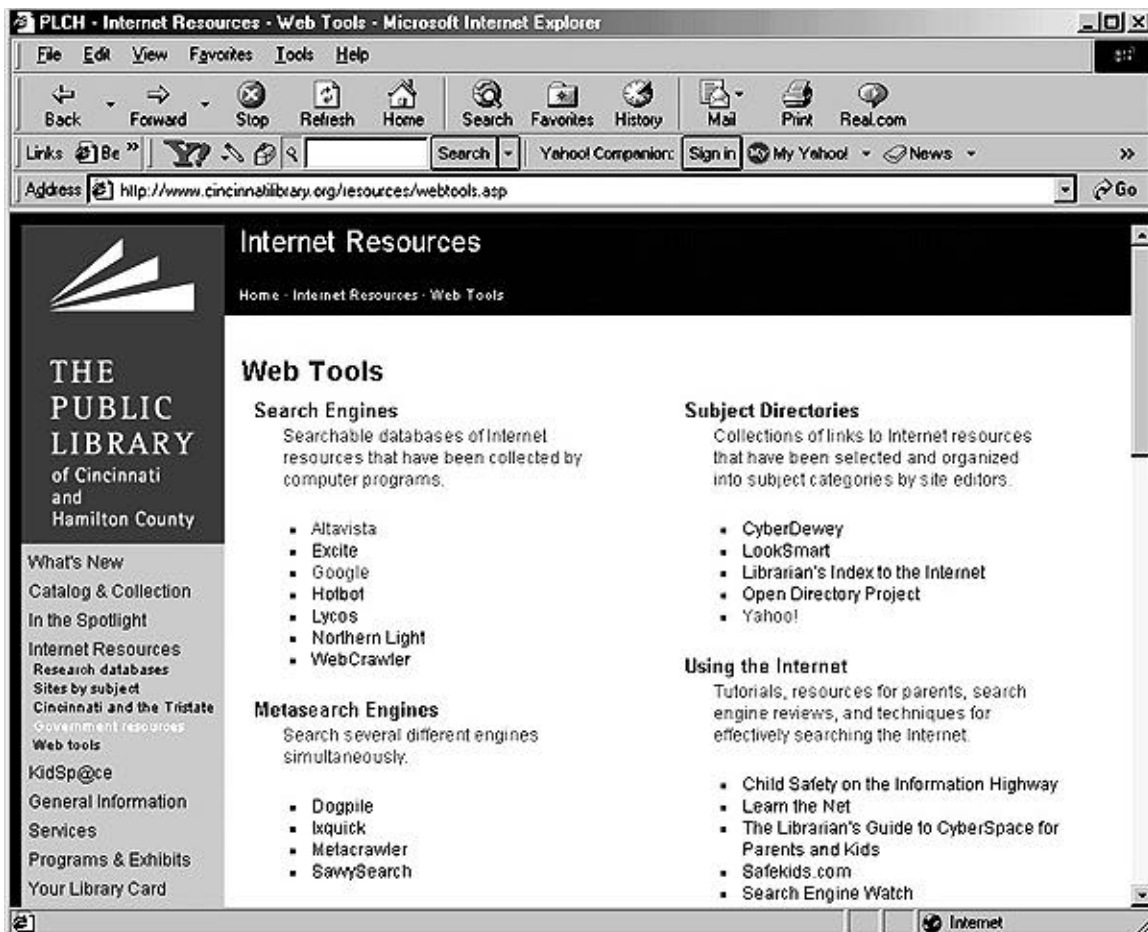 PLCH - Internet Resources - Web Tools - Microsoft Internet Explorer
File Edit View Favorites Tools Help
Back Forward Stop Refresh Home Search Favorites History Mail Print Real.com
Links Be » Y? Search Yahoo! Companion: Sign in My Yahoo! News »
Address http://www.cincinnatilibrary.org/resources/webtools.asp Go
THE
PUBLIC
LIBRARY
of Cincinnati
and
Hamilton County
What's New
Catalog & Collection
In the Spotlight
Internet Resources
Research databases
Sites by subject
Cincinnati and the Tristate
Government resources
Web tools
KidSp@ce
General Information
Services
Programs & Exhibits
Your Library Card
Internet Resources
Home - Internet Resources - Web Tools
Web Tools
Search Engines
Searchable databases of Internet
resources that have been collected by
computer programs.
Altavista
Excite
Google
Hotbot
Lycos
Northern Light
WebCrawler
Metasearch Engines
Search several different engines
simultaneously.
Dogpile
Ixquick
Metacrawler
SavvySearch
Subject Directories
Collections of links to Internet resources
that have been selected and organized
into subject categories by site editors.
CyberDewey
LookSmart
Librarian's Index to the Internet
Open Directory Project
Yahoo!
Using the Internet
Tutorials, resources for parents, search
engine reviews, and techniques for
effectively searching the Internet.
Child Safety on the Information Highway
Learn the Net
The Librarian's Guide to CyberSpace for
Parents and Kids
Safekids.com
Search Engine Watch
Internet